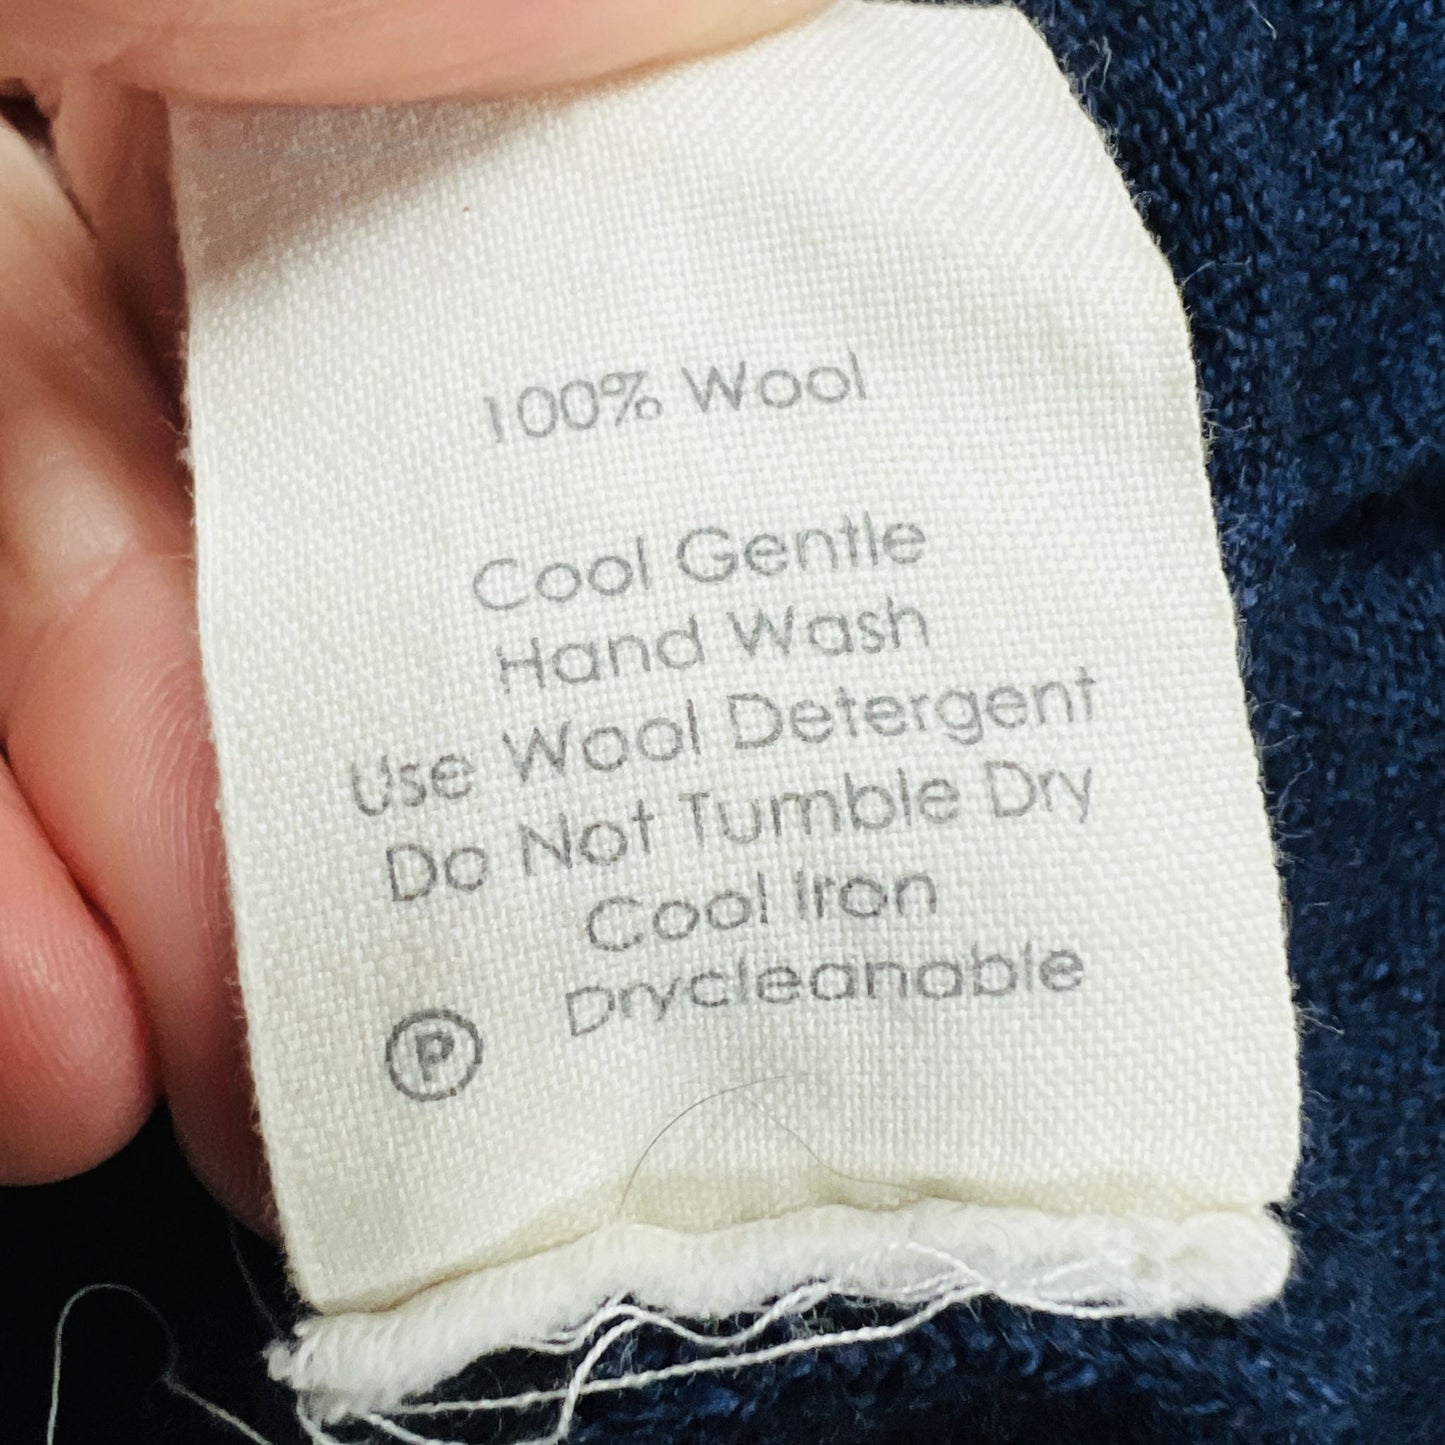 100% Wool
Cool Gentle
Hand Wash
Use Wool Detergent
Do Not Tumble Dry
Cool Iron
Drycleanable
P